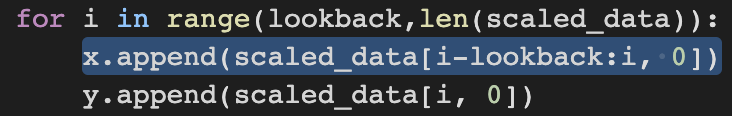 for i in range(lookback,len(scaled_data)):
    x.append(scaled_data[i-lookback:i, 0])
    y.append(scaled_data[i, 0])